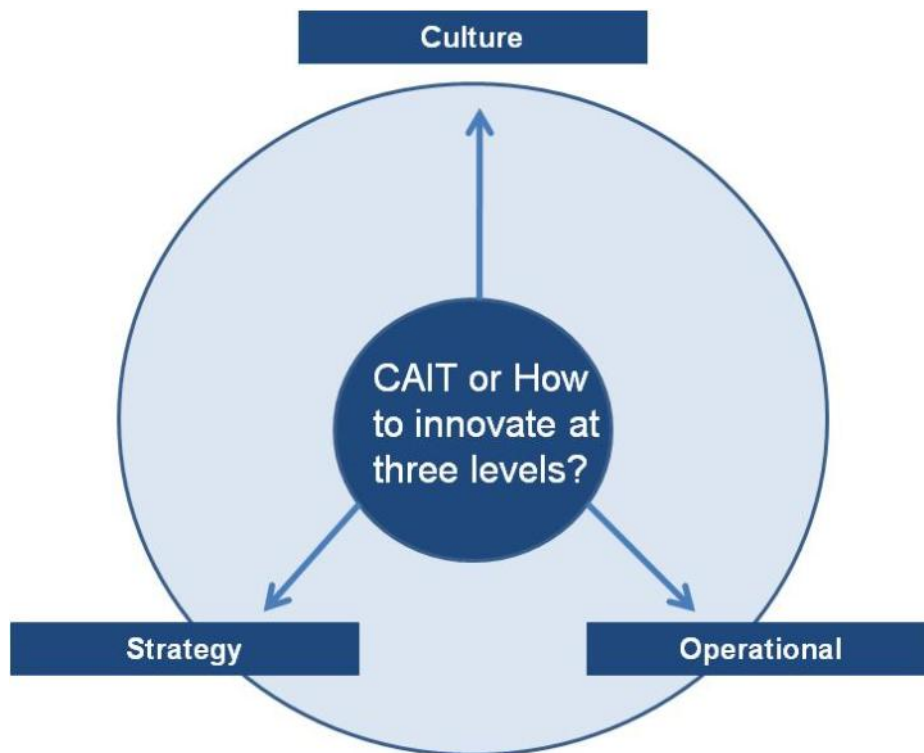 Culture
CAIT or How
to innovate at
three levels?
Strategy
Operational